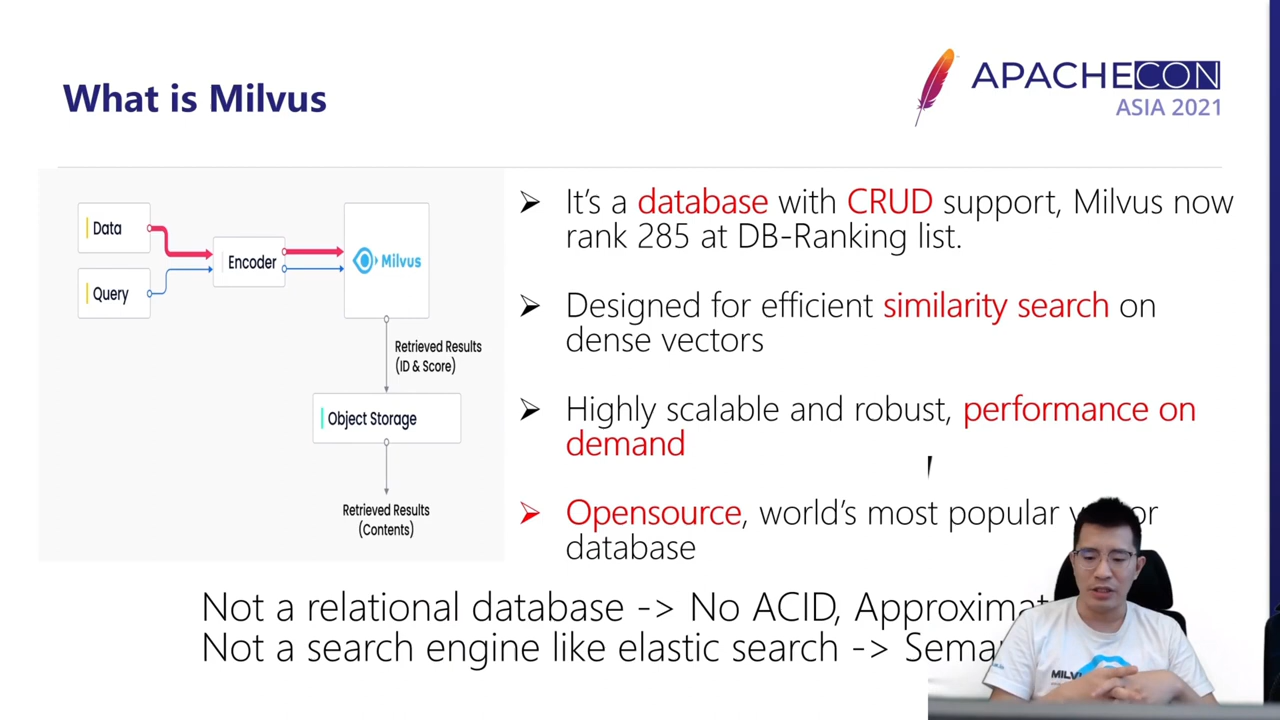 What is Milvus
APACHECON
ASIA 2021
Data
Query
Encoder
Milvus
Retrieved Results
(ID & Score)
Object Storage
Retrieved Results
(Contents)
It's a database with CRUD support, Milvus now
rank 285 at DB-Ranking list.
Designed for efficient similarity search on
dense vectors
Highly scalable and robust, performance on
demand
Opensource, world's most popular
database
Not a relational database -> No ACID,
Not a search engine like elastic search ->